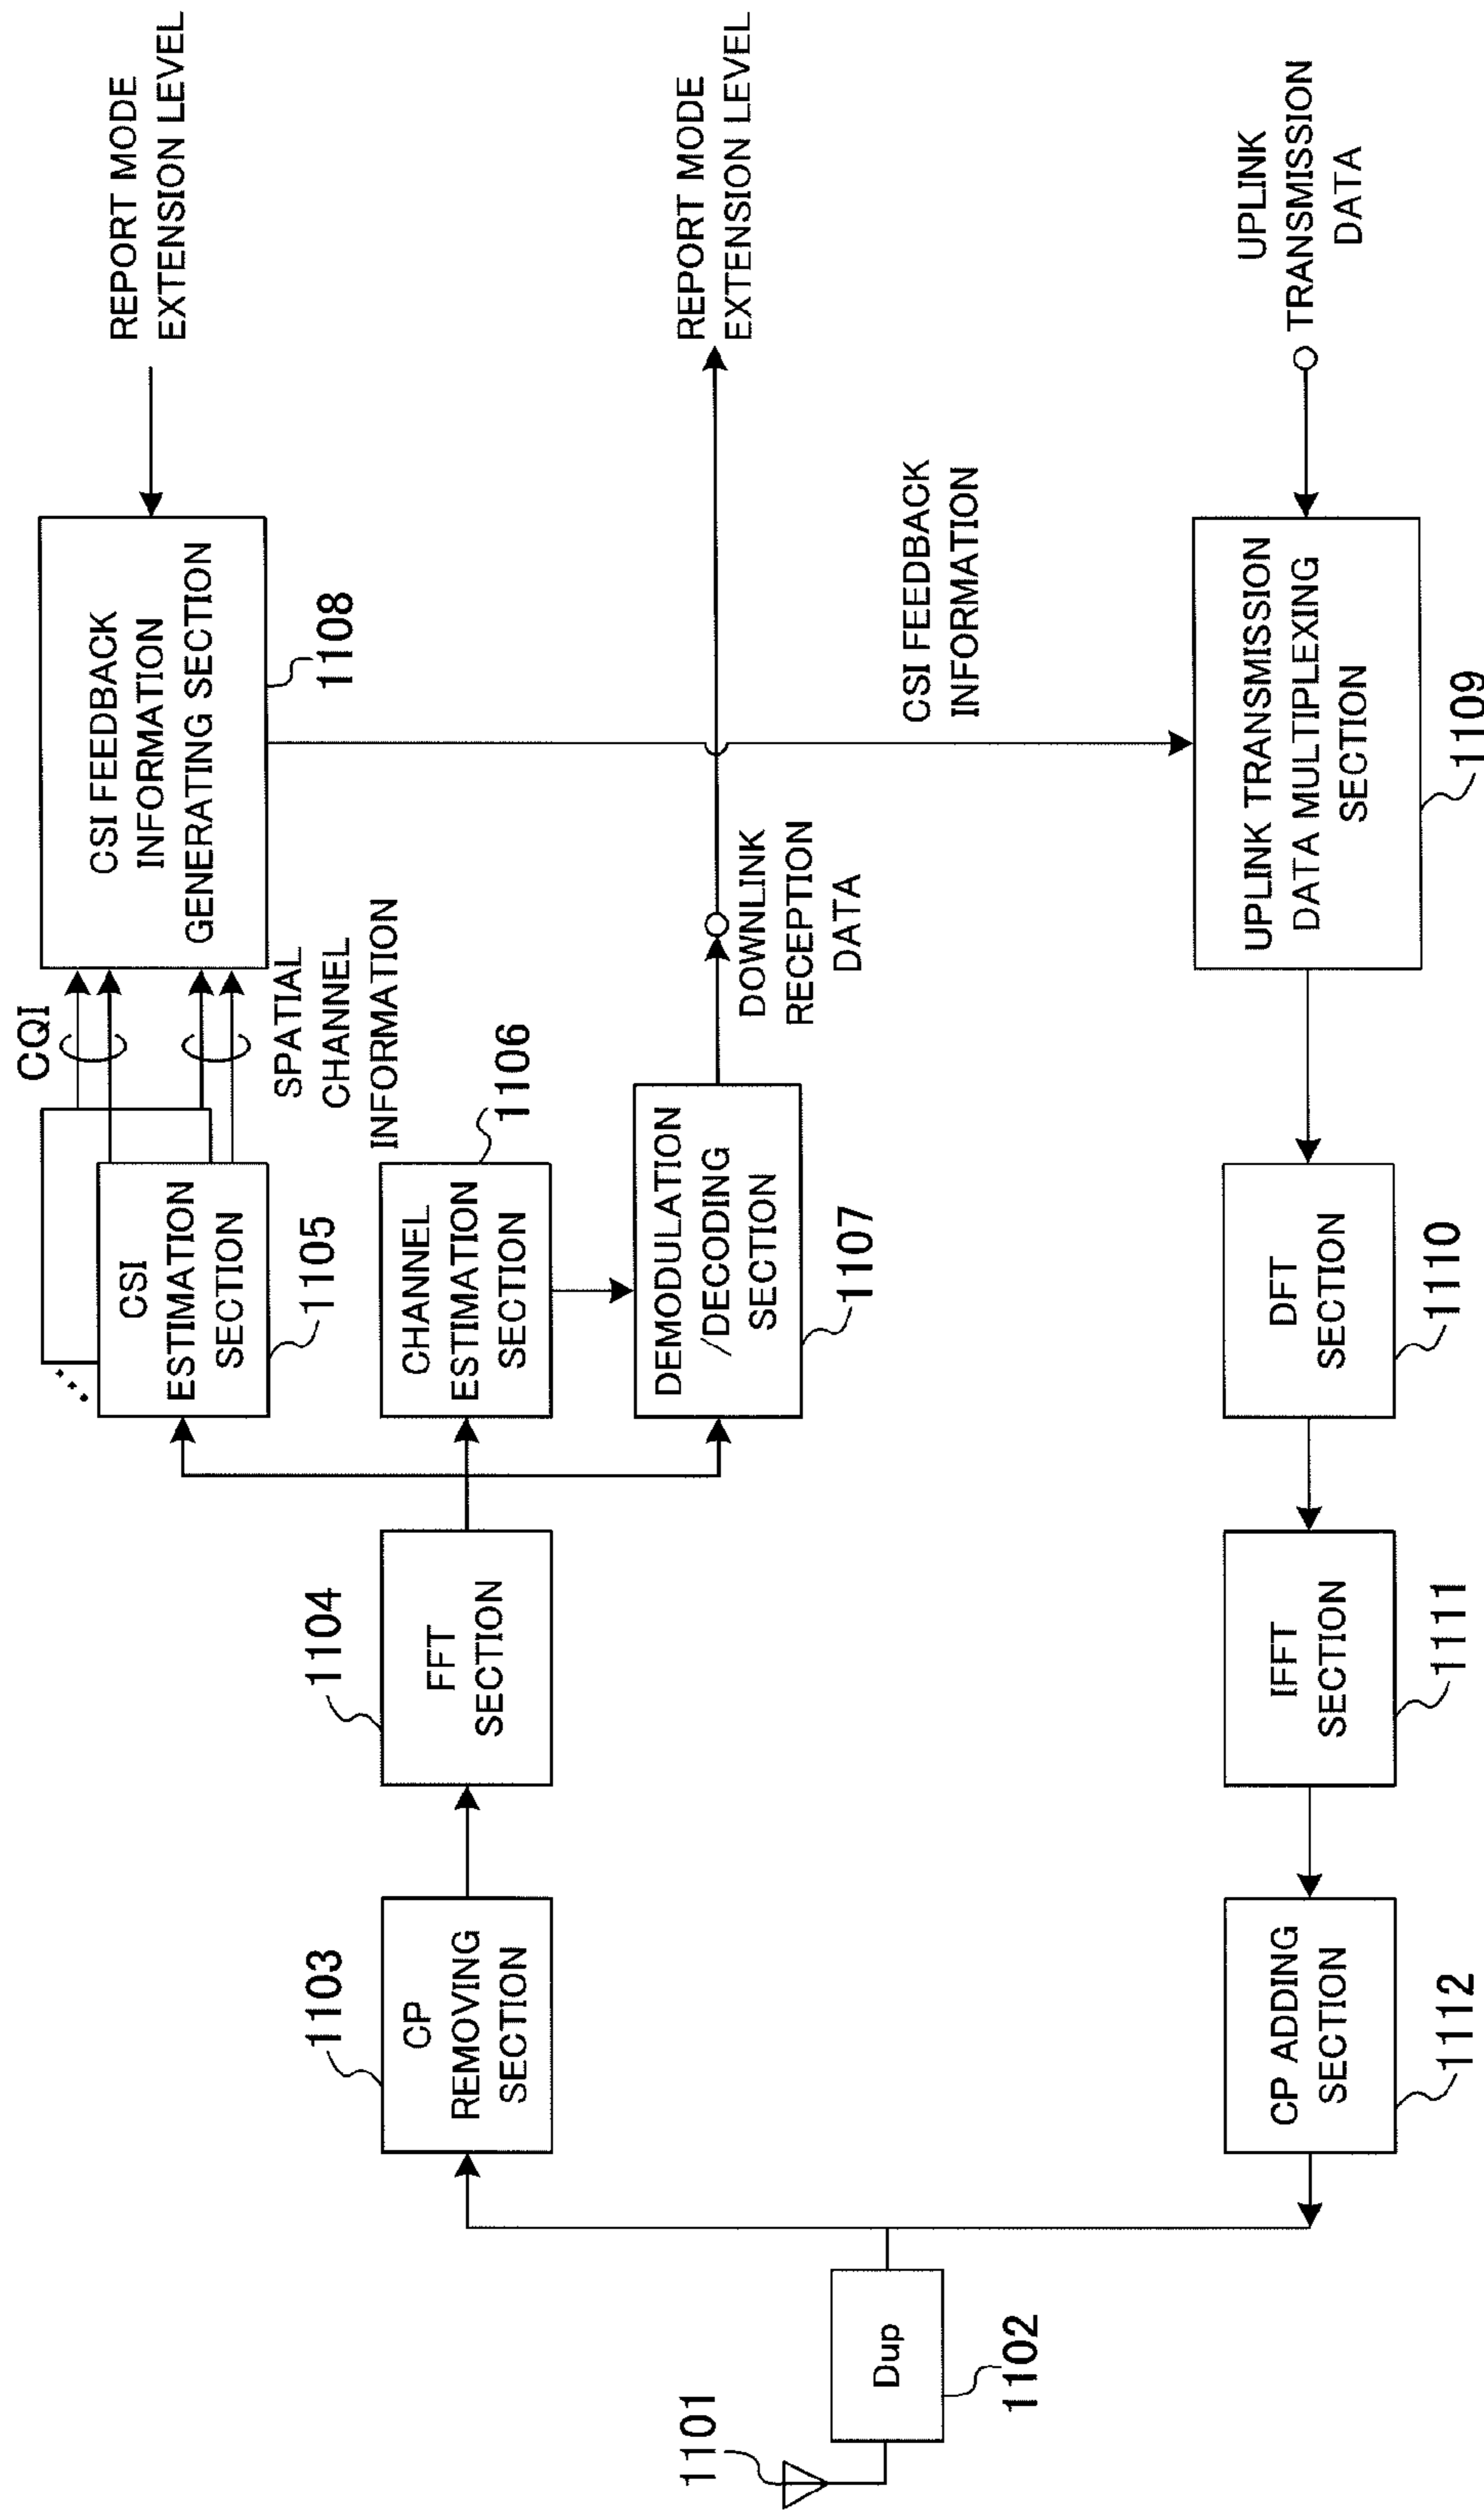 CQI
CSI
ESTIMATION
SECTION
1105
CSI FEEDBACK
INFORMATION
GENERATING SECTION
1108
REPORT MODE
EXTENSION LEVEL
SPATIAL
CHANNEL
INFORMATION
1103
CP
REMOVING
SECTION
1104
FFT
SECTION
CHANNEL
ESTIMATION
SECTION
1106
DEMODULATION
/DECODING
SECTION
1107
DOWNLINK
RECEPTION
DATA
REPORT MODE
EXTENSION LEVEL
CSI FEEDBACK
INFORMATION
1101
Dup
1102
CP ADDING
SECTION
1112
IFFT
SECTION
1111
DFT
SECTION
1110
UPLINK TRANSMISSION
DATA MULTIPLEXING
SECTION
1109
UPLINK
TRANSMISSION
DATA